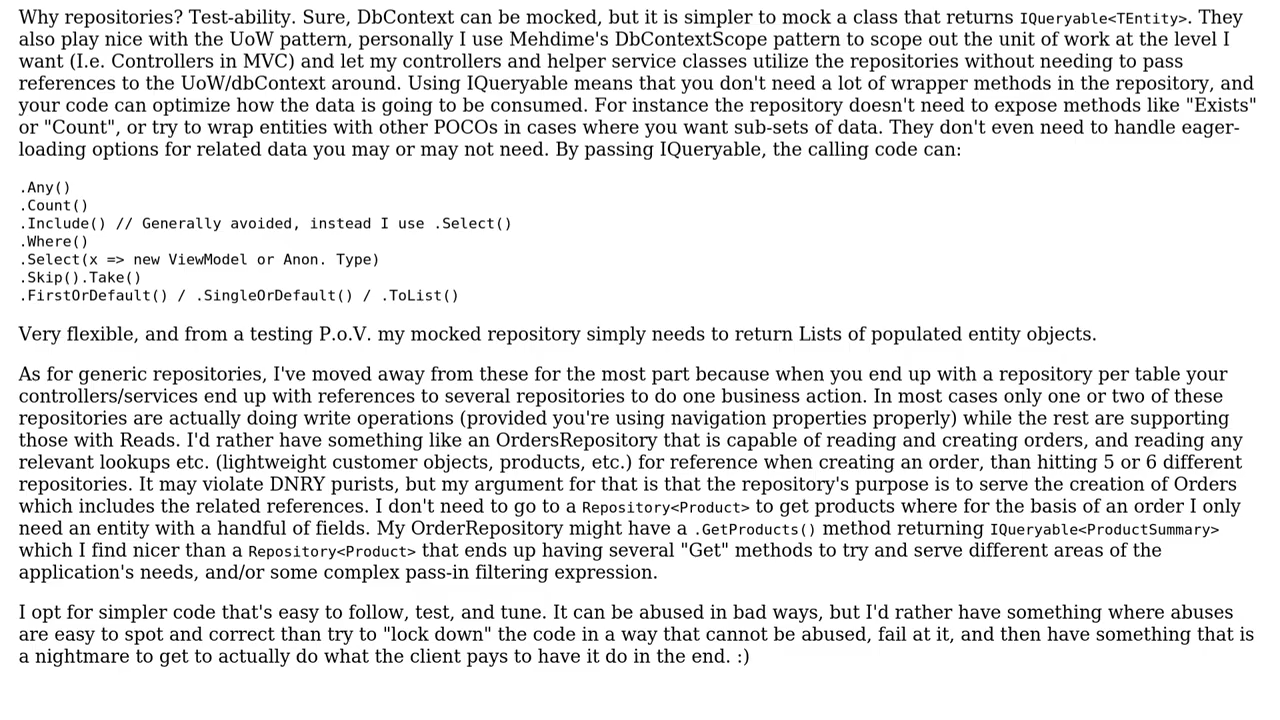 Why repositories? Test-ability. Sure, DbContext can be mocked, but it is simpler to mock a class that returns IQueryable<TEntity>. They
also play nice with the UoW pattern, personally I use Mehdime's DbContextScope pattern to scope out the unit of work at the level I
want (I.e. Controllers in MVC) and let my controllers and helper service classes utilize the repositories without needing to pass
references to the UoW/dbContext around. Using IQueryable means that you don't need a lot of wrapper methods in the repository, and
your code can optimize how the data is going to be consumed. For instance the repository doesn't need to expose methods like "Exists"
or "Count", or try to wrap entities with other POCOs in cases where you want sub-sets of data. They don't even need to handle eager-
loading options for related data you may or may not need. By passing IQueryable, the calling code can:
.Any()
.Count()
.Include() // Generally avoided, instead I use .Select()
.Where()
.Select(x => new ViewModel or Anon. Type)
.Skip().Take()
.FirstOrDefault() / .SingleOrDefault() / .ToList()
Very flexible, and from a testing P.o.V. my mocked repository simply needs to return Lists of populated entity objects.
As for generic repositories, I've moved away from these for the most part because when you end up with a repository per table your
controllers/services end up with references to several repositories to do one business action. In most cases only one or two of these
repositories are actually doing write operations (provided you're using navigation properties properly) while the rest are supporting
those with Reads. I'd rather have something like an OrdersRepository that is capable of reading and creating orders, and reading any
relevant lookups etc. (lightweight customer objects, products, etc.) for reference when creating an order, than hitting 5 or 6 different
repositories. It may violate DNRY purists, but my argument for that is that the repository's purpose is to serve the creation of Orders
which includes the related references. I don't need to go to a Repository<Product> to get products where for the basis of an order I only
need an entity with a handful of fields. My OrderRepository might have a .GetProducts() method returning IQueryable<ProductSummary>
which I find nicer than a Repository<Product> that ends up having several "Get" methods to try and serve different areas of the
application's needs, and/or some complex pass-in filtering expression.
I opt for simpler code that's easy to follow, test, and tune. It can be abused in bad ways, but I'd rather have something where abuses
are easy to spot and correct than try to "lock down" the code in a way that cannot be abused, fail at it, and then have something that is
a nightmare to get to actually do what the client pays to have it do in the end. :)